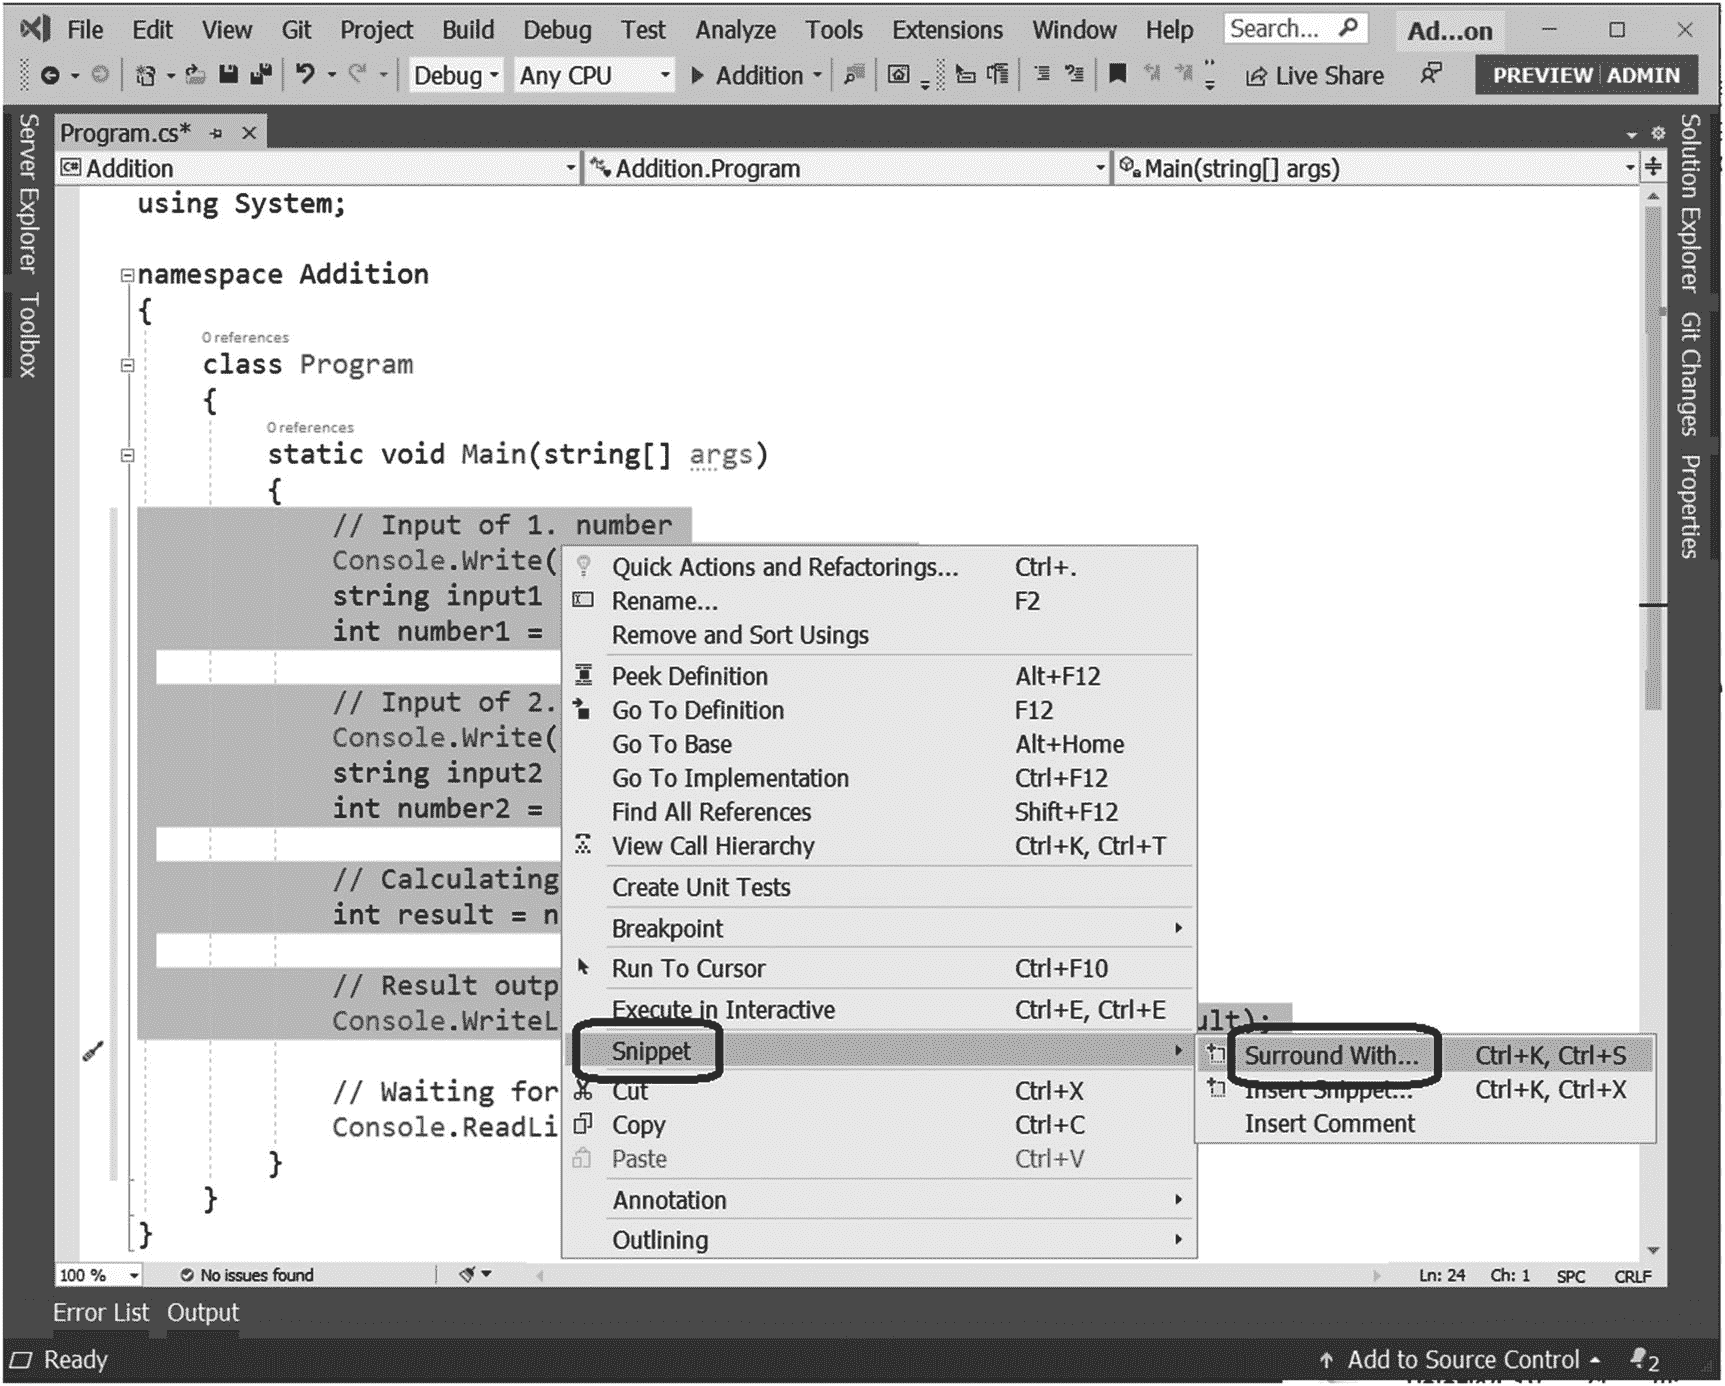 File Edit View Git Project Build Debug Test Analyze Tools Extensions Window Help Search... Ad...on
Debug Any CPU Addition Live Share PREVIEW ADMIN
Server Explorer
Toolbox
Program.cs*
Addition Addition.Program Main(string[] args)
using System;
namespace Addition
{
0 references
class Program
{
0 references
static void Main(string[] args)
{
// Input of 1. number
Console.Write(
string input1
int number1 =
// Input of 2.
Console.Write(
string input2
int number2 =
// Calculating
int result = n
// Result outp
Console.WriteL ult);
// Waiting for
Console.ReadLi
}
}
}
Quick Actions and Refactorings... Ctrl+.
Rename... F2
Remove and Sort Usings
Peek Definition Alt+F12
Go To Definition F12
Go To Base Alt+Home
Go To Implementation Ctrl+F12
Find All References Shift+F12
View Call Hierarchy Ctrl+K, Ctrl+T
Create Unit Tests
Breakpoint
Run To Cursor Ctrl+F10
Execute in Interactive Ctrl+E, Ctrl+E
Snippet
Cut Ctrl+X
Copy Ctrl+C
Paste Ctrl+V
Annotation
Outlining
Surround With... Ctrl+K, Ctrl+S
Insert Snippet... Ctrl+K, Ctrl+X
Insert Comment
Solution Explorer
Git Changes
Properties
100 % No issues found Ln: 24 Ch: 1 SPC CRLF
Error List Output
Ready Add to Source Control 2